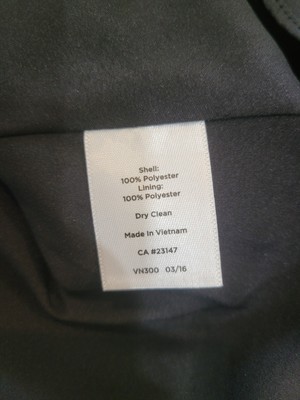 Shell:
100% Polyester
Lining:
100% Polyester
Dry Clean
Made In Vietnam
CA #23147
VH300 03/16